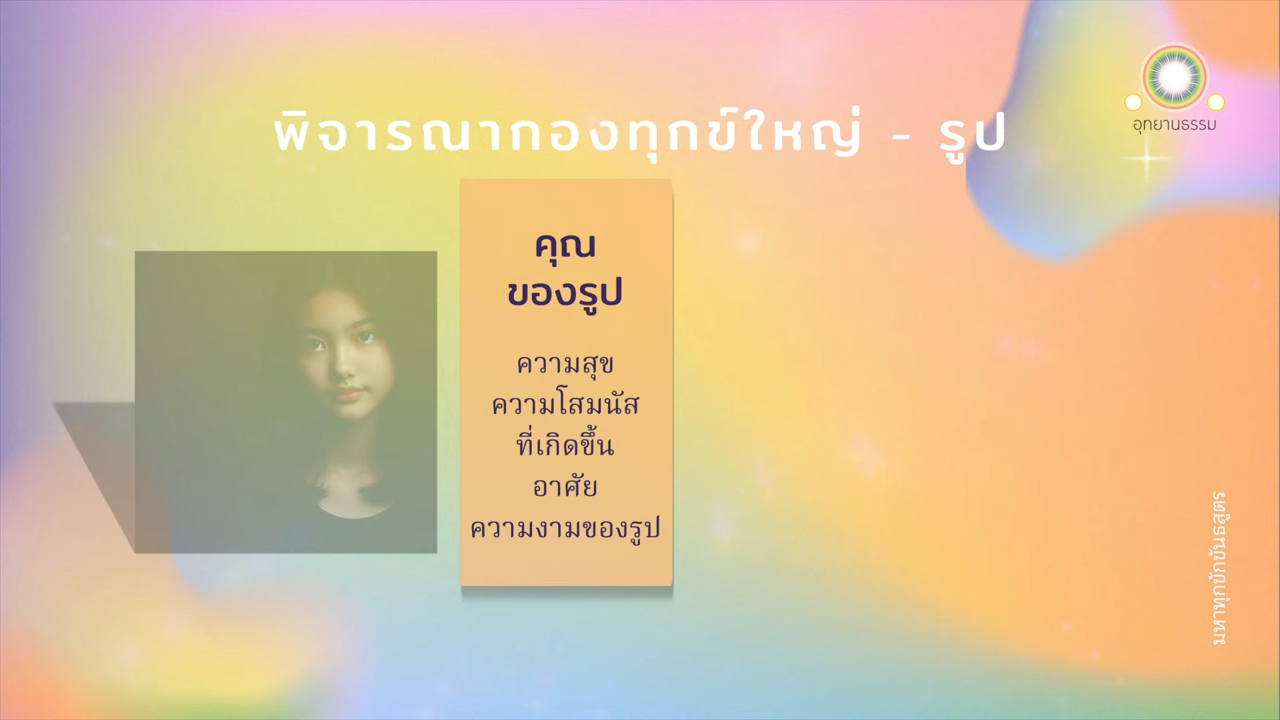 อุทยานธรรม
พิจารณากองทุกข์ใหญ่ - รูป
คุณ
ของรูป
ความสุข
ความโสมนัส
ที่เกิดขึ้น
อาศัย
ความงามของรูป
มหาทุกขักขันธสูตร